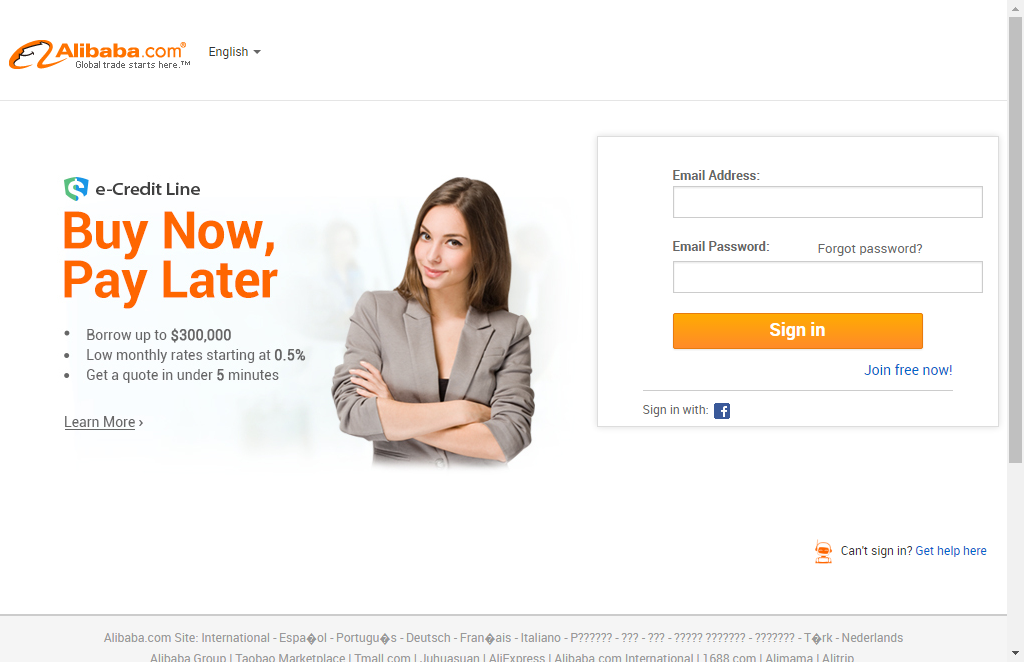 Alibaba.com®
Global trade starts here.™
English
e-Credit Line
Buy Now,
Pay Later
• Borrow up to $300,000
• Low monthly rates starting at 0.5%
• Get a quote in under 5 minutes
Learn More ›
Email Address:
Email Password:
Forgot password?
Sign in
Join free now!
Sign in with:
Can't sign in? Get help here
Alibaba.com Site: International - Espa�ol - Portugu�s - Deutsch - Fran�ais - Italiano - P?????? - ??? - ??? - ????? ??????? - ??????? - T�rk - Nederlands
Alibaba Group | Taobao Marketplace | Tmall.com | Juhuasuan | AliExpress | Alibaba.com International | 1688.com | Alimama | Alitrip